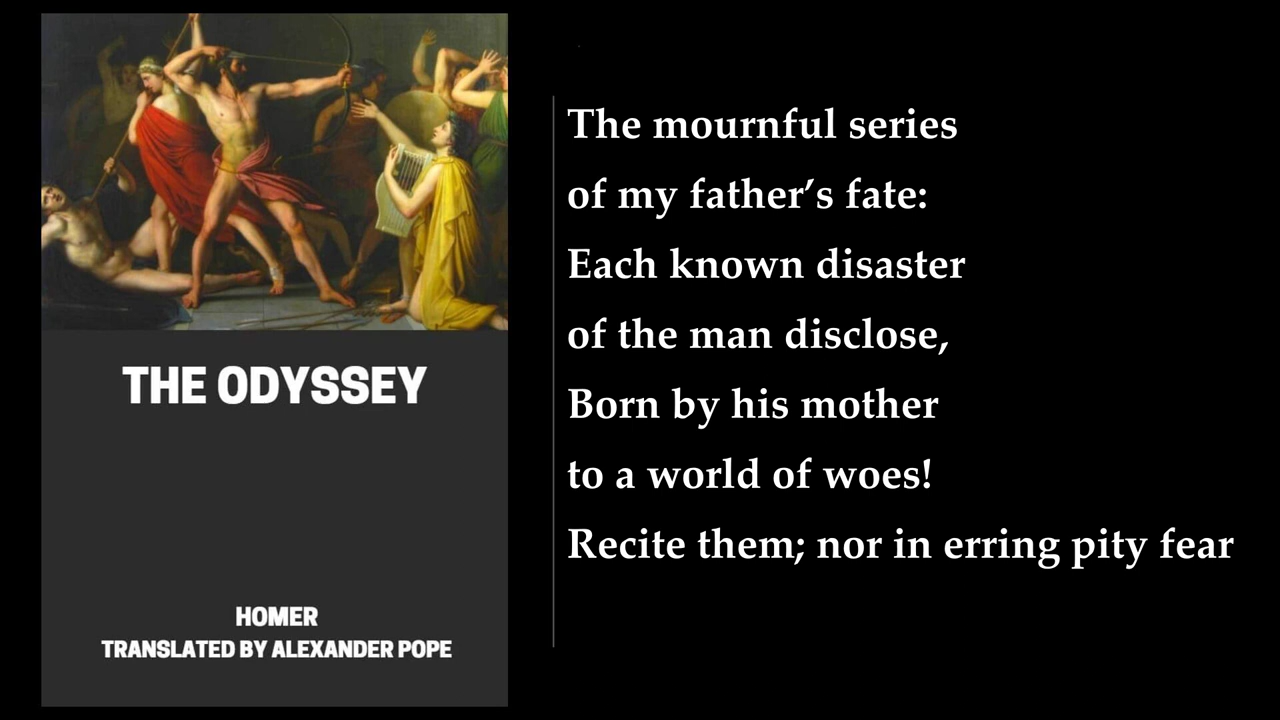 THE ODYSSEY
HOMER
TRANSLATED BY ALEXANDER POPE
The mournful series
of my father’s fate:
Each known disaster
of the man disclose,
Born by his mother
to a world of woes!
Recite them; nor in erring pity fear